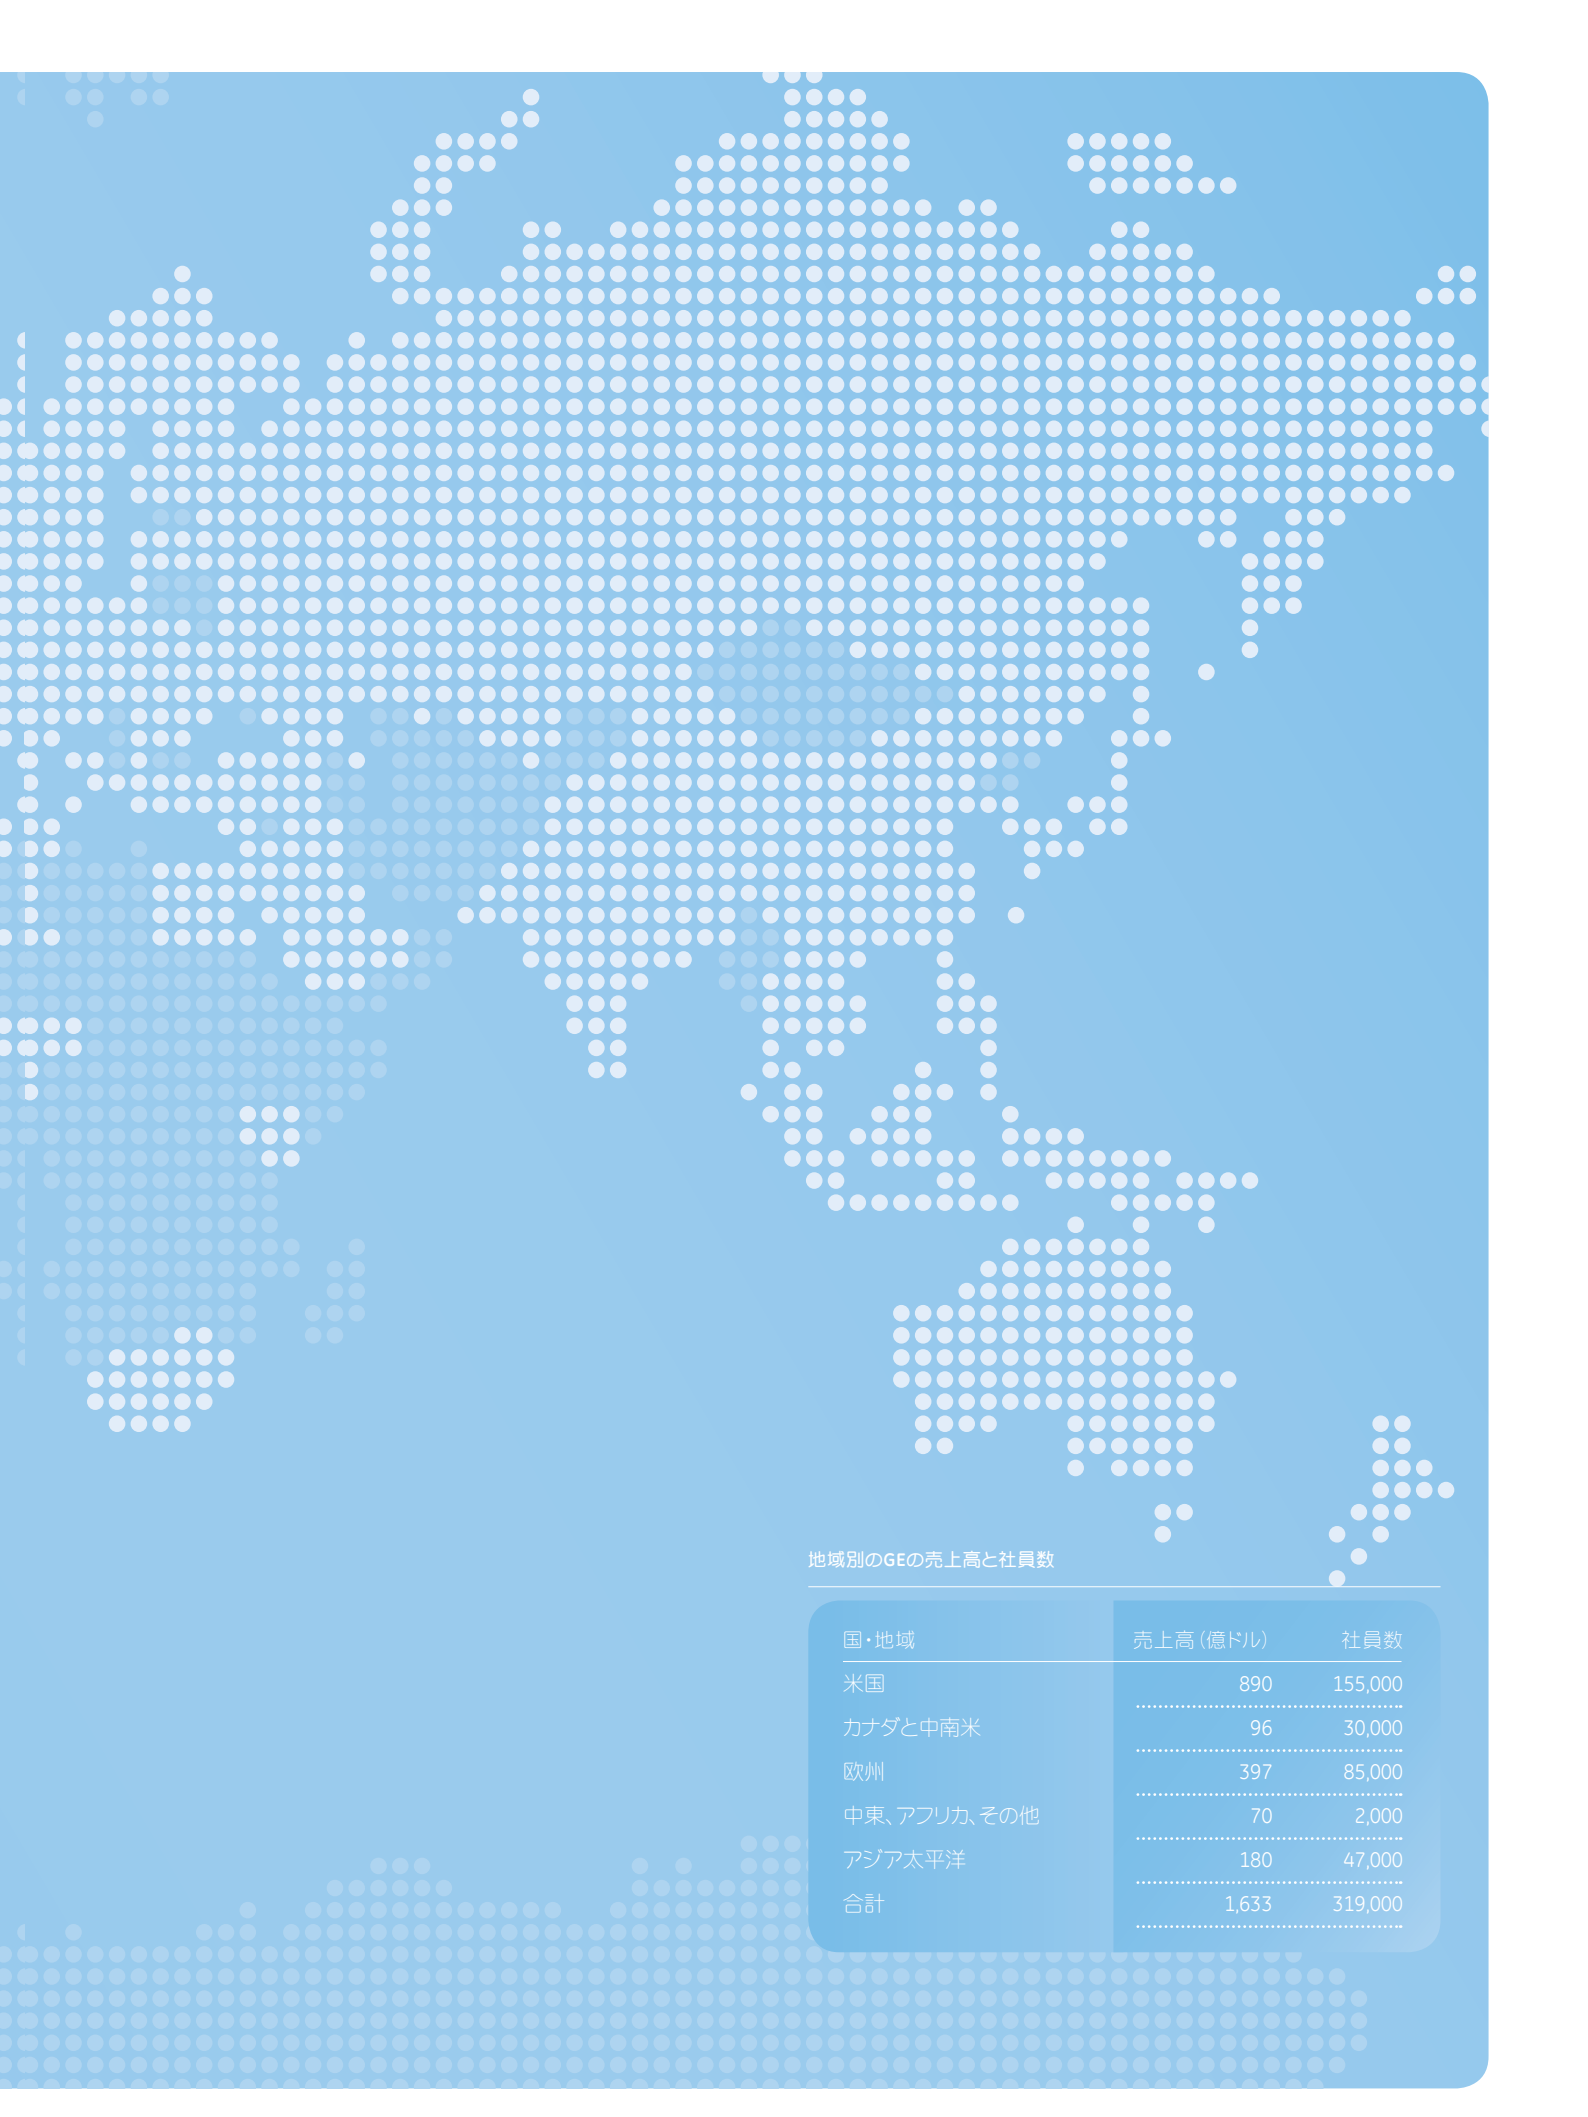 地域別のGEの売上高と社員数
国・地域 売上高(億ドル) 社員数
米国 890 155,000
カナダと中南米 96 30,000
欧州 397 85,000
中東、アフリカ、その他 70 2,000
アジア太平洋 180 47,000
合計 1,633 319,000